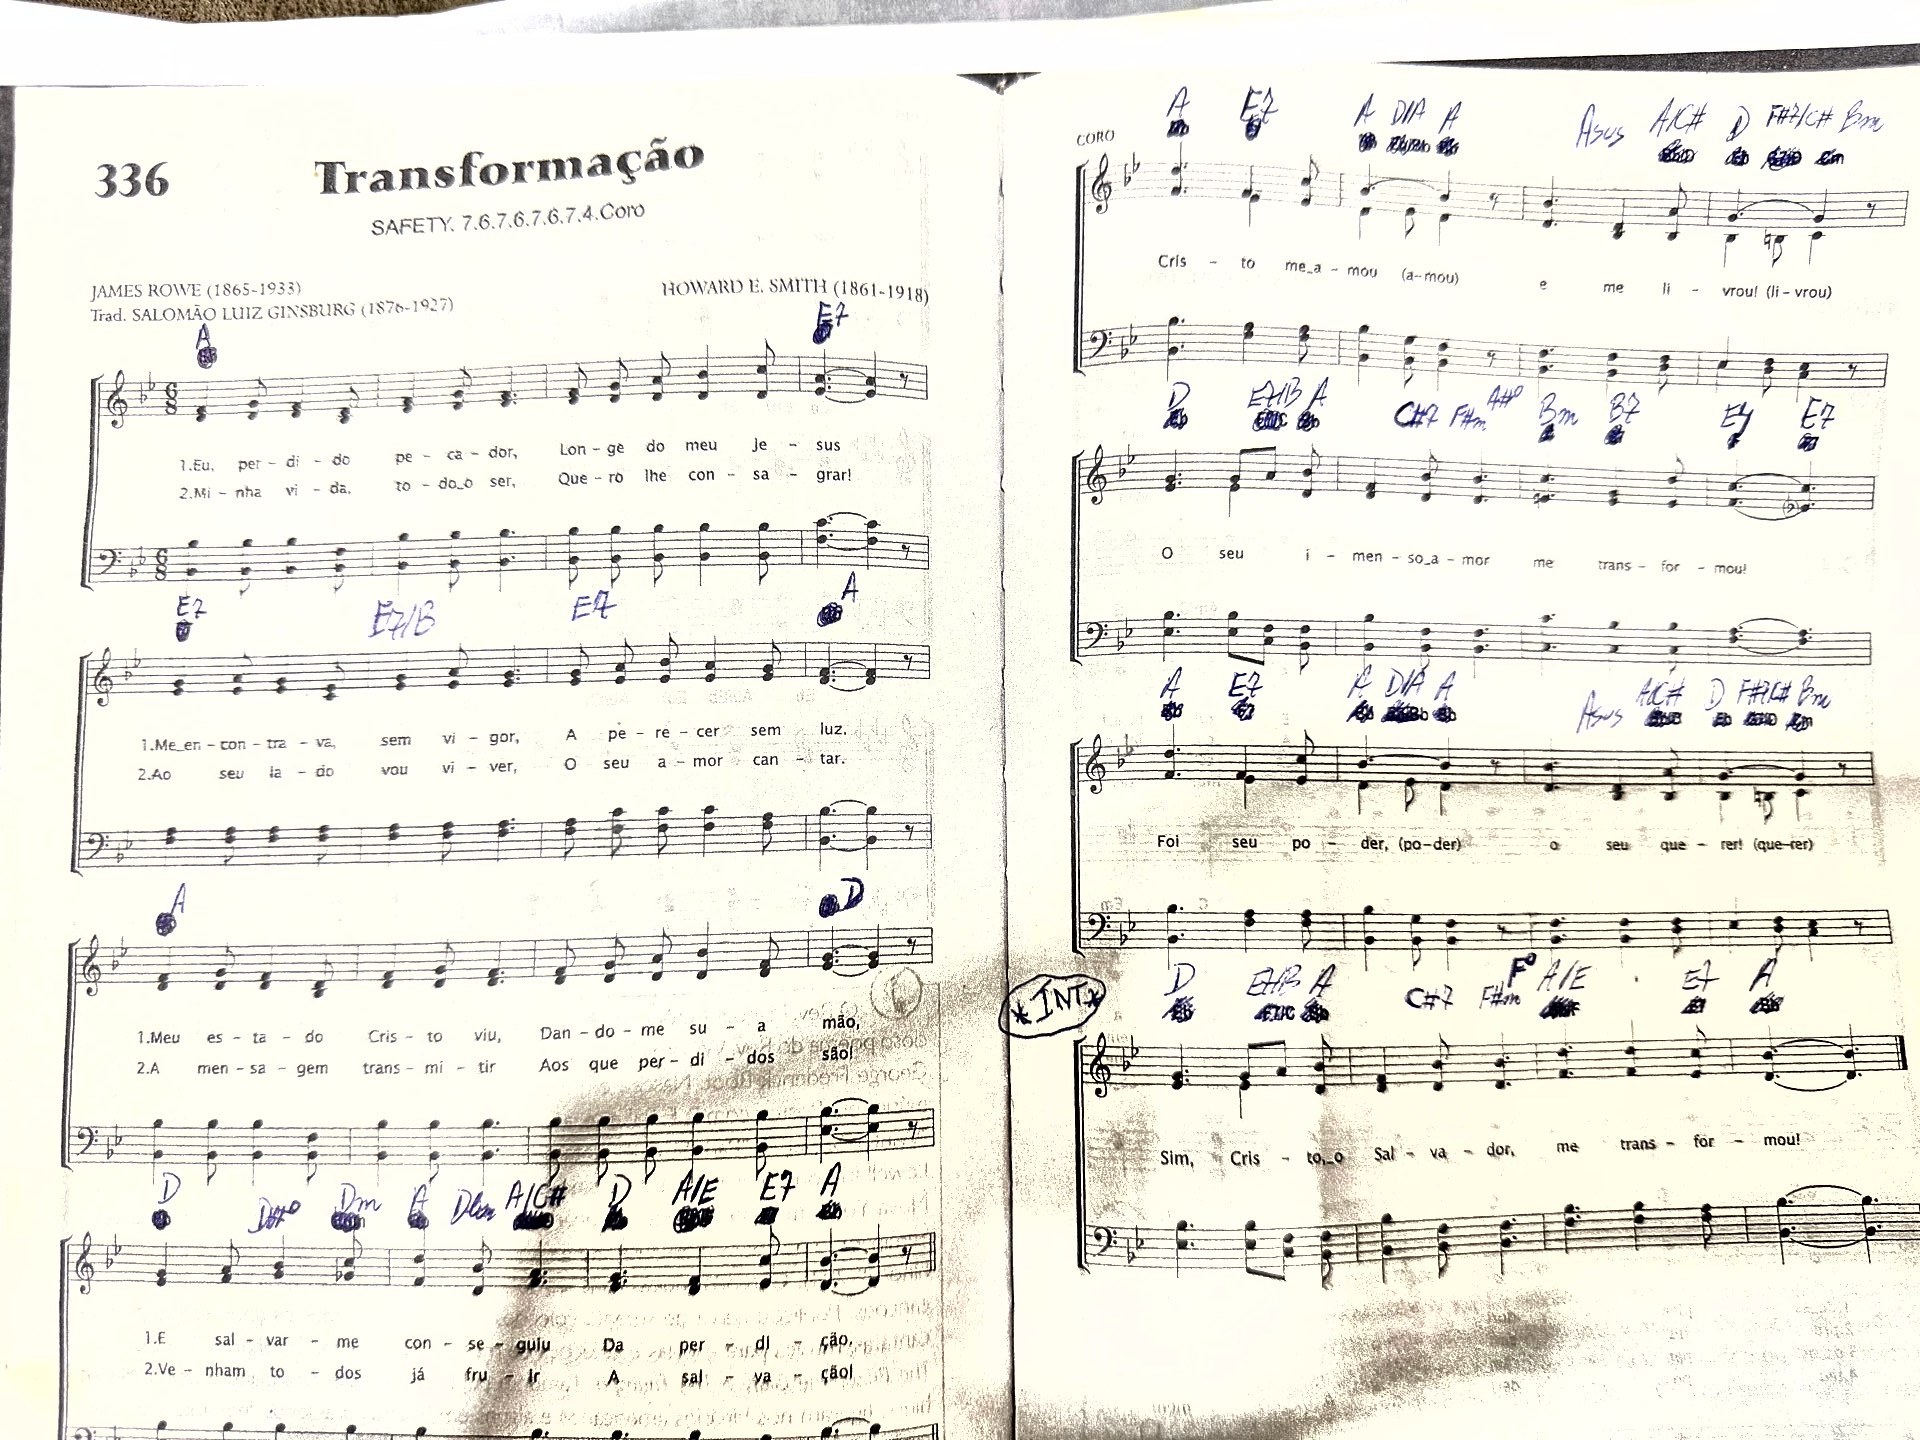 336
Transformação
SAFETY. 7.6.7.6.7.6.7.4.Coro
JAMES ROWE (1865-1933)
Trad. SALOMÃO LUIZ GINSBURG (1876-1927)
HOWARD E. SMITH (1861-1918)
A E7
1.Eu, per – di – do pe – ca – dor, Lon – ge do meu Je – sus
2.Mi – nha vi – da, to – do_o ser, Que – ro lhe con – sa – grar!
E7 E7/B E7 A
1.Me_en – con – tra – va, sem vi – gor, A pe – re – cer sem luz.
2.Ao seu la – do vou vi – ver, O seu a – mor can – tar.
A D
1.Meu es – ta – do Cris – to viu, Dan – do – me su – a mão,
2.A men – sa – gem trans – mi – tir Aos que per – di – dos são!
D D#º Dm A A/C# D A/E E7 A
1.E sal – var – me con – se – guiu Da per – di – ção.
2.Ve – nham to – dos já fru – ir A sal – va – ção!
A E7 A D/A A Asus A/C# D F#7/C# Bm
CORO
Cris – to me_a – mou (a–mou) e me li – vrou! (li–vrou)
D E7/B A C#7 F#m A#º Bm B7 E4 E7
O seu i – men – so_a – mor me trans – for – mou!
A E7 A D/A A Asus A/C# D F#7/C# Bm
Foi seu po – der, (po–der) o seu que – rer! (que–rer)
*INT* D E7/B A C#7 F#m Fº A/E E7 A
Sim, Cris – to,_o Sal – va – dor, me trans – for – mou!